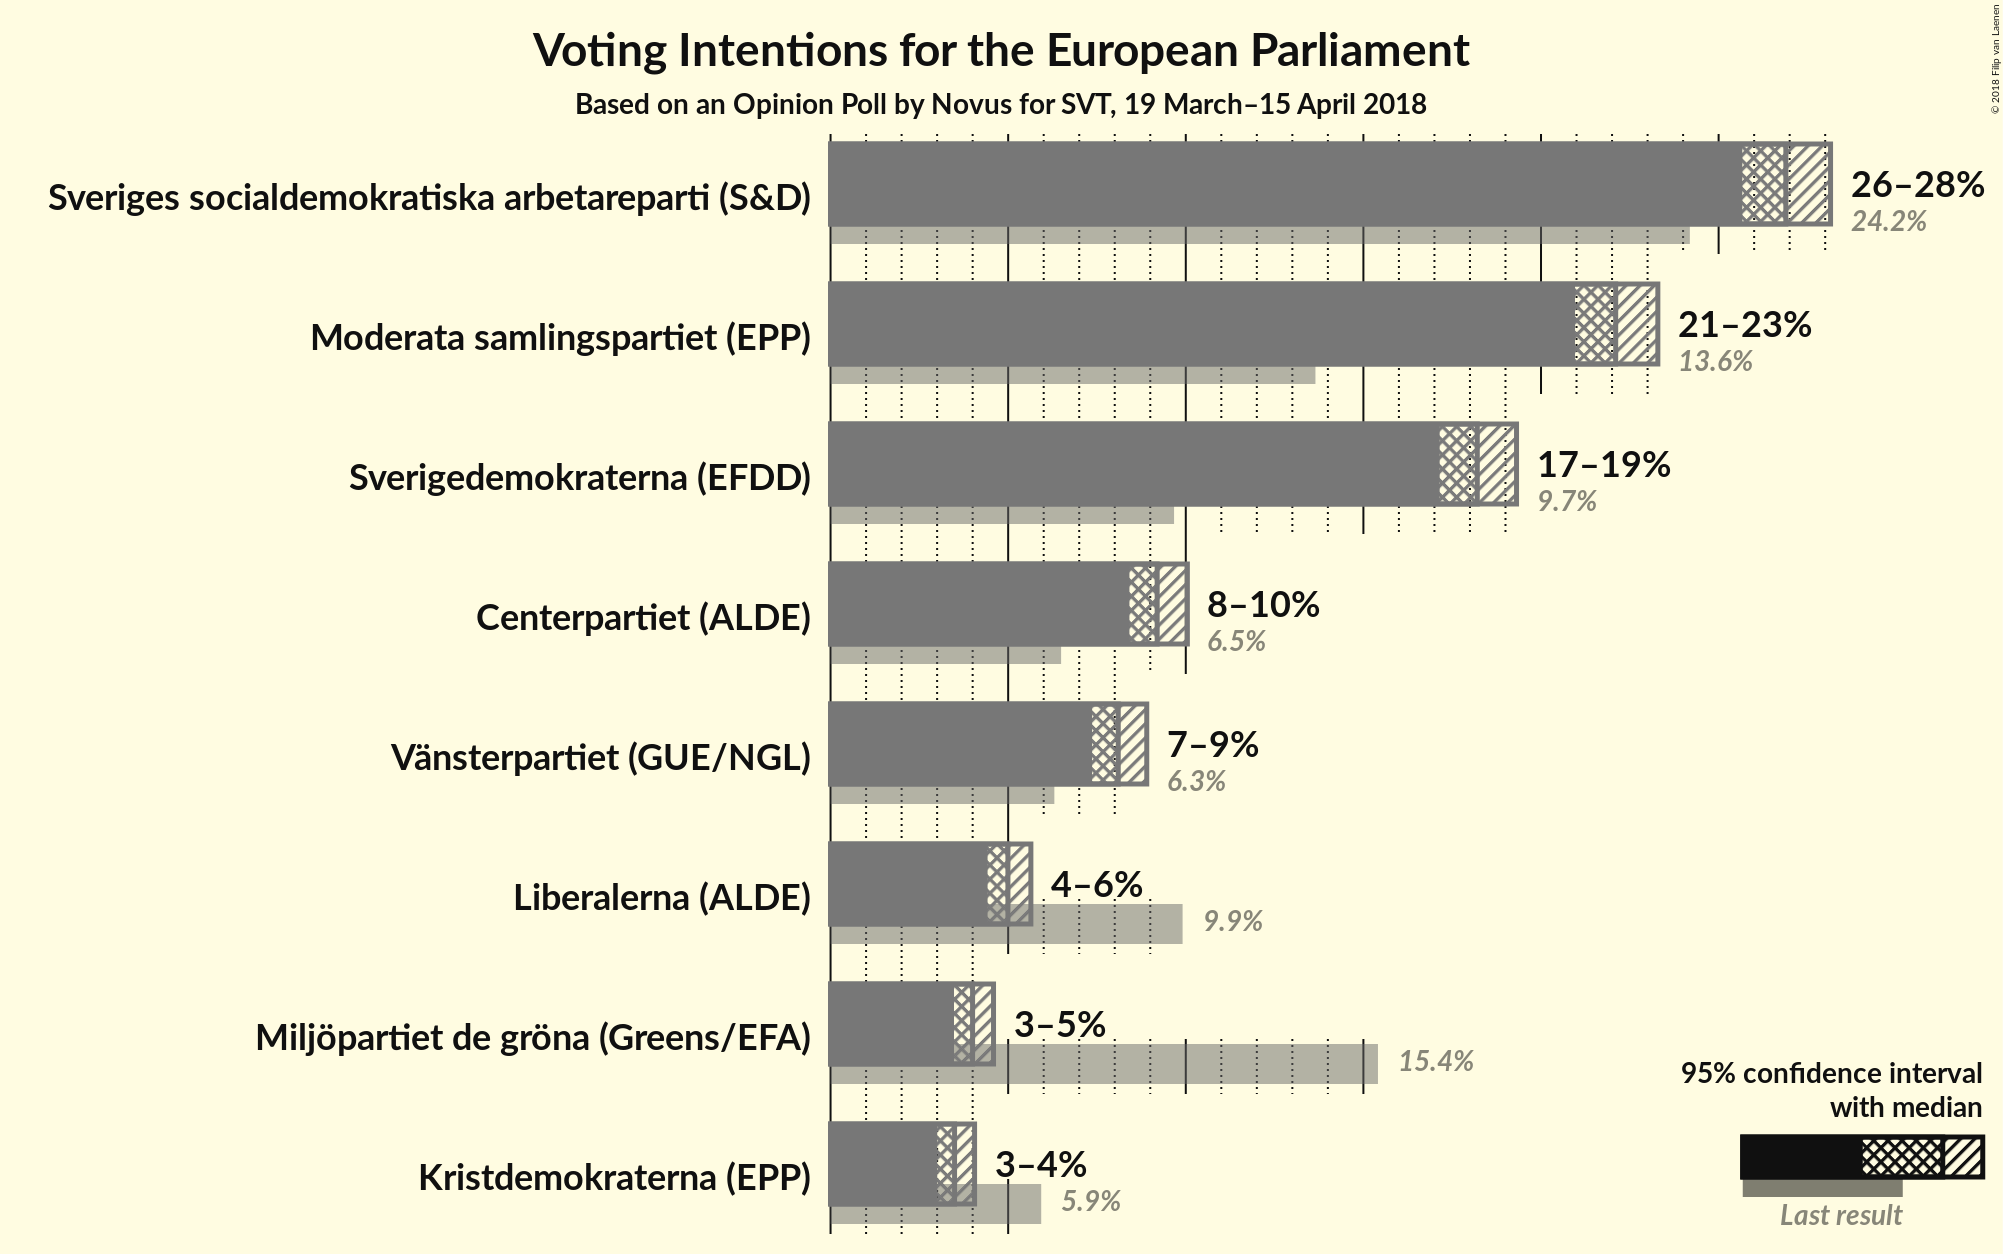 Voting Intentions for the European Parliament
Based on an Opinion Poll by Novus for SVT, 19 March–15 April 2018
© 2018 Filip van Laenen
Sveriges socialdemokratiska arbetareparti (S&D)
26–28%
24.2%
Moderata samlingspartiet (EPP)
21–23%
13.6%
Sverigedemokraterna (EFDD)
17–19%
9.7%
Centerpartiet (ALDE)
8–10%
6.5%
Vänsterpartiet (GUE/NGL)
7–9%
6.3%
Liberalerna (ALDE)
4–6%
9.9%
Miljöpartiet de gröna (Greens/EFA)
3–5%
15.4%
Kristdemokraterna (EPP)
3–4%
5.9%
95% confidence interval
with median
Last result